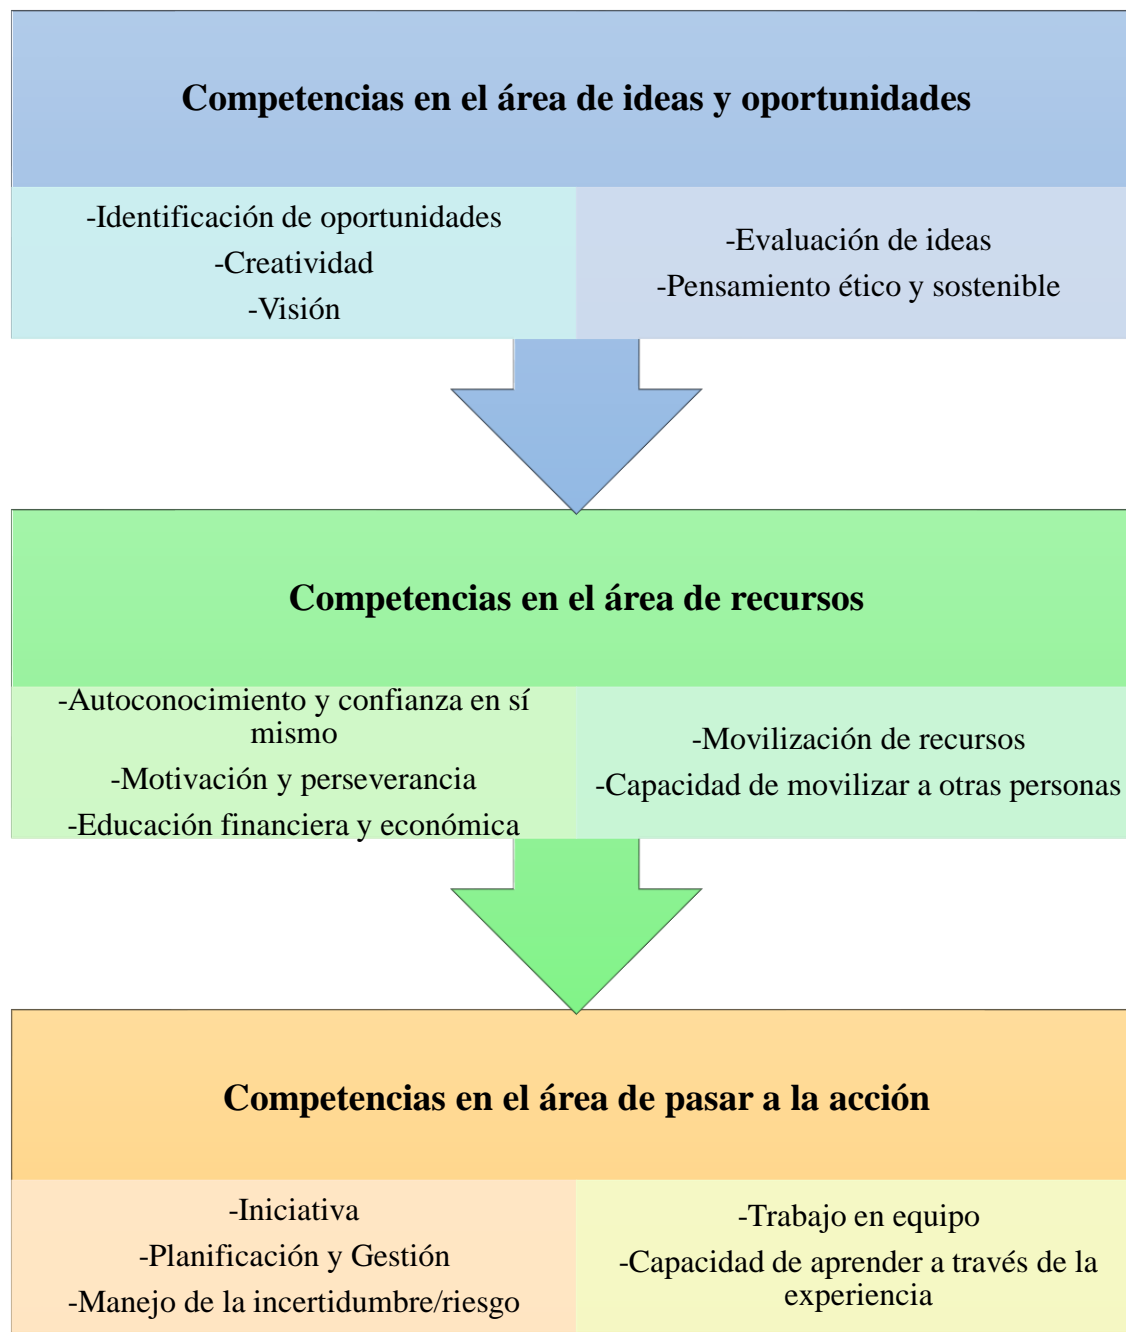 Competencias en el área de ideas y oportunidades
-Identificación de oportunidades
-Creatividad
-Visión
-Evaluación de ideas
-Pensamiento ético y sostenible
Competencias en el área de recursos
-Autoconocimiento y confianza en sí
mismo
-Motivación y perseverancia
-Educación financiera y económica
-Movilización de recursos
-Capacidad de movilizar a otras personas
Competencias en el área de pasar a la acción
-Iniciativa
-Planificación y Gestión
-Manejo de la incertidumbre/riesgo
-Trabajo en equipo
-Capacidad de aprender a través de la
experiencia